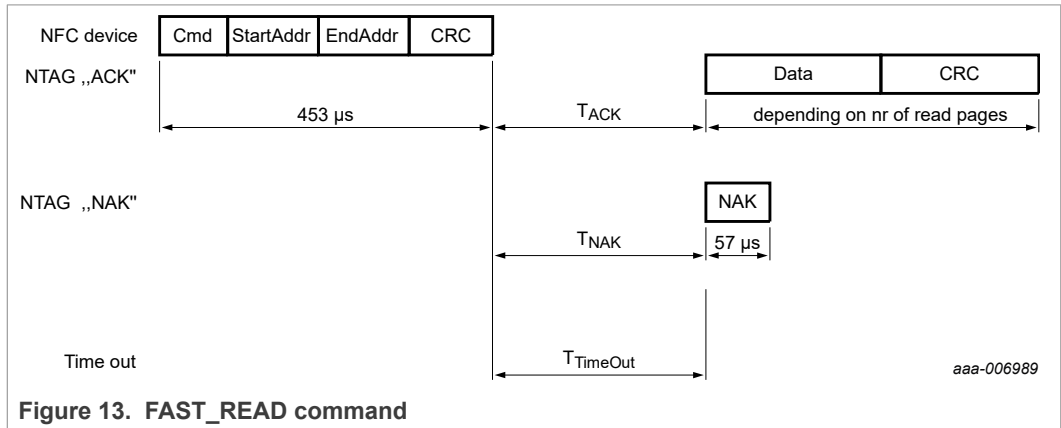 NFC device Cmd StartAddr EndAddr CRC
NTAG ,,ACK" Data CRC
453 µs TACK depending on nr of read pages
NTAG ,,NAK" NAK
TNAK 57 µs
Time out TTimeOut aaa-006989
Figure 13. FAST_READ command